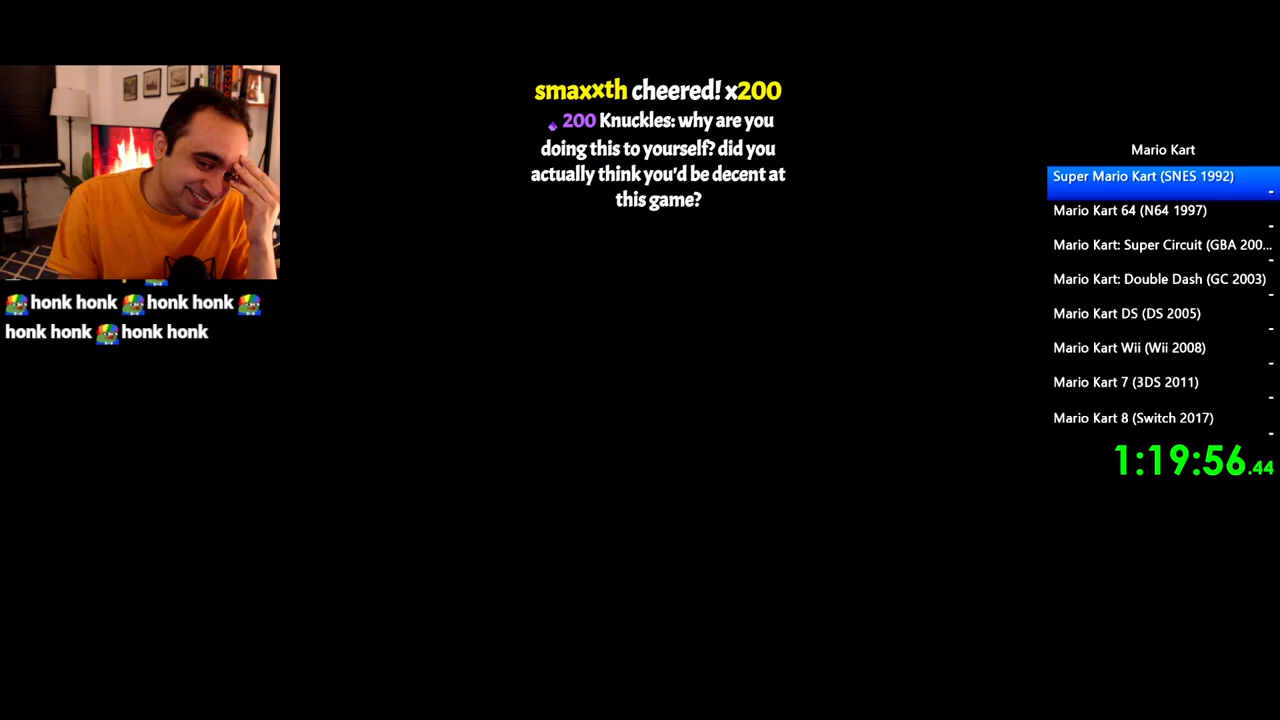 smaxxth cheered! x200
200 Knuckles: why are you
doing this to yourself? did you
actually think you'd be decent at
this game?
honk honk honk honk
honk honk honk honk
Mario Kart
Super Mario Kart (SNES 1992)
-
Mario Kart 64 (N64 1997)
-
Mario Kart: Super Circuit (GBA 200...
-
Mario Kart: Double Dash (GC 2003)
-
Mario Kart DS (DS 2005)
-
Mario Kart Wii (Wii 2008)
-
Mario Kart 7 (3DS 2011)
-
Mario Kart 8 (Switch 2017)
-
1:19:56.44